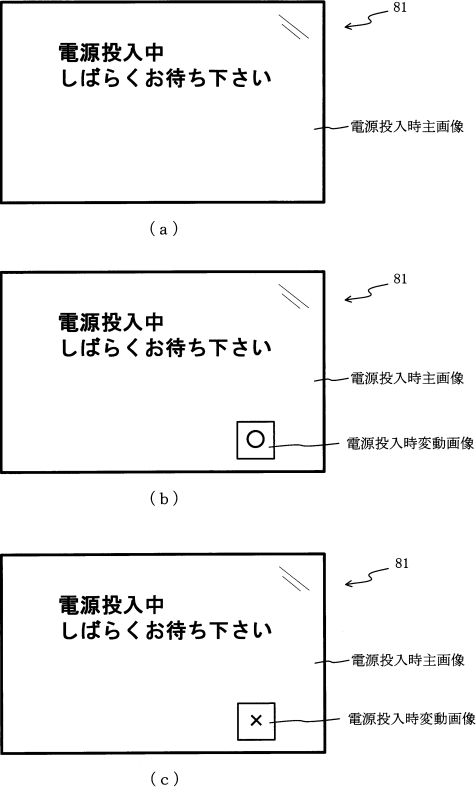 81
電源投入中
しばらくお待ち下さい
電源投入時主画像
(a)
81
電源投入中
しばらくお待ち下さい
電源投入時主画像
○
電源投入時変動画像
(b)
81
電源投入中
しばらくお待ち下さい
電源投入時主画像
×
電源投入時変動画像
(c)